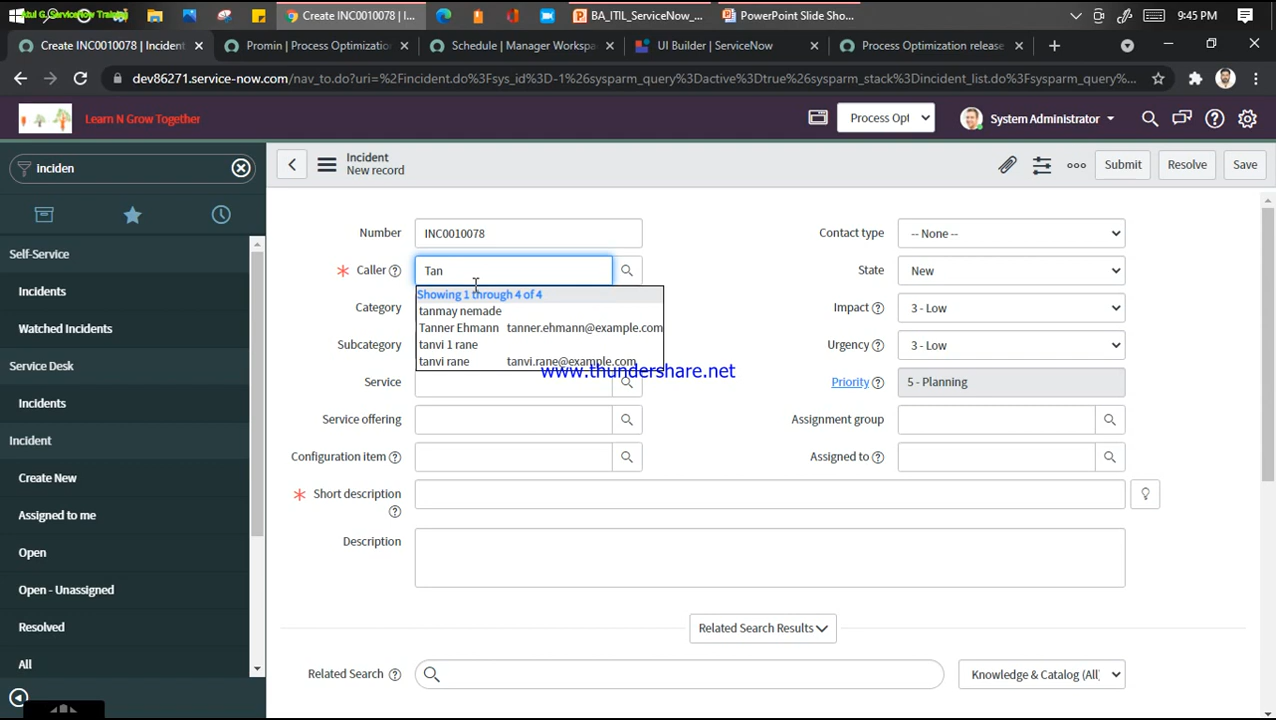 Atul G. ServiceNow Training
Create INC0010078 | I...
BA_ITIL_ServiceNow_...
PowerPoint Slide Sho...
9:45 PM
Create INC0010078 | Incident
Promin | Process Optimizatio
Schedule | Manager Workspa
UI Builder | ServiceNow
Process Optimization release
dev86271.service-now.com/nav_to.do?uri=%2Fincident.do%3Fsys_id%3D-1%26sysparm_query%3Dactive%3Dtrue%26sysparm_stack%3Dincident_list.do%3Fsysparm_query%...
Learn N Grow Together
Process Opt
System Administrator
inciden
Incident
New record
Submit
Resolve
Save
Self-Service
Incidents
Watched Incidents
Service Desk
Incidents
Incident
Create New
Assigned to me
Open
Open - Unassigned
Resolved
All
Number
INC0010078
Contact type
-- None --
Caller
Tan
State
New
Showing 1 through 4 of 4
tanmay nemade
Tanner Ehmann tanner.ehmann@example.com
tanvi 1 rane
tanvi rane tanvi.rane@example.com
Category
Impact
3 - Low
Subcategory
Urgency
3 - Low
www.thundershare.net
Service
Priority
5 - Planning
Service offering
Assignment group
Configuration item
Assigned to
Short description
Description
Related Search Results
Related Search
Knowledge & Catalog (All)